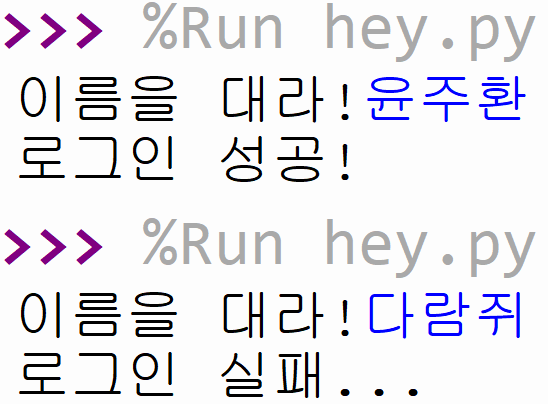 >>> %Run hey.py
이름을 대라!윤주환
로그인 성공!
>>> %Run hey.py
이름을 대라!다람쥐
로그인 실패...